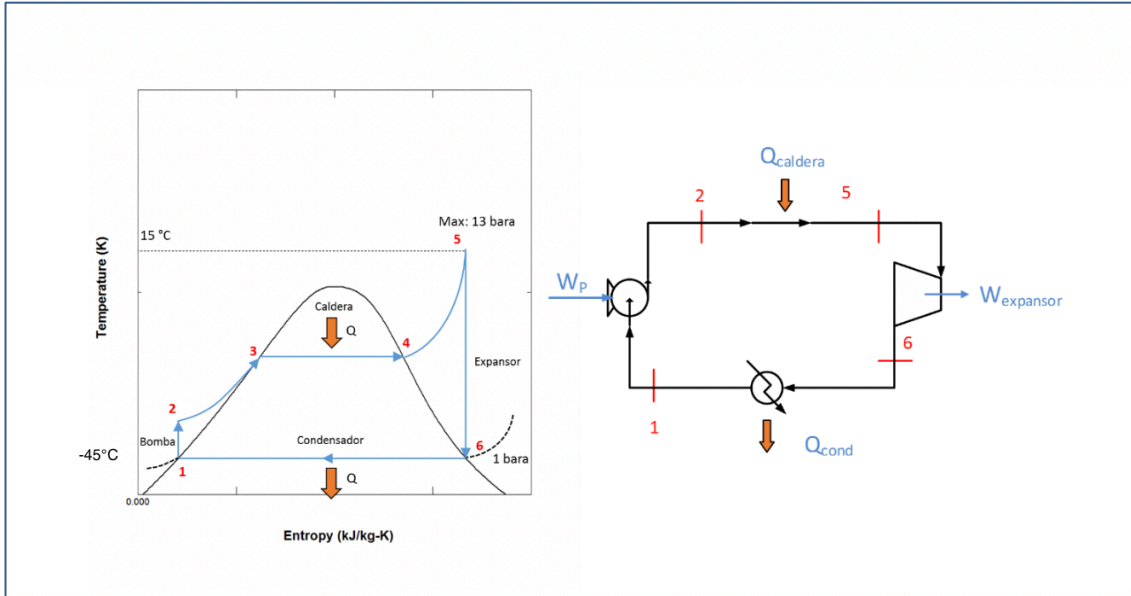 Temperature (K)
15 °C
Max: 13 bara
5
Caldera
Q
3
4
Expansor
2
Bomba
Condensador
6
-45°C
1
Q
1 bara
0.000
Entropy (kJ/kg-K)
Qcaldera
2
5
WP
Wexpansor
6
1
Qcond